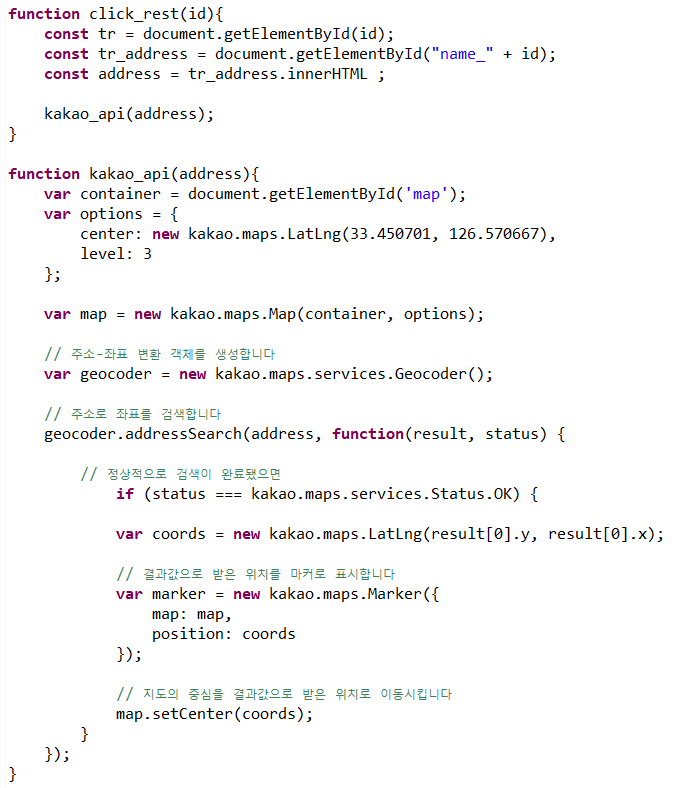 function click_rest(id){
    const tr = document.getElementById(id);
    const tr_address = document.getElementById("name_" + id);
    const address = tr_address.innerHTML ;

    kakao_api(address);
}

function kakao_api(address){
    var container = document.getElementById('map');
    var options = {
        center: new kakao.maps.LatLng(33.450701, 126.570667),
        level: 3
    };

    var map = new kakao.maps.Map(container, options);

    // 주소-좌표 변환 객체를 생성합니다
    var geocoder = new kakao.maps.services.Geocoder();

    // 주소로 좌표를 검색합니다
    geocoder.addressSearch(address, function(result, status) {

        // 정상적으로 검색이 완료됐으면
            if (status === kakao.maps.services.Status.OK) {

            var coords = new kakao.maps.LatLng(result[0].y, result[0].x);

            // 결과값으로 받은 위치를 마커로 표시합니다
            var marker = new kakao.maps.Marker({
                map: map,
                position: coords
            });

            // 지도의 중심을 결과값으로 받은 위치로 이동시킵니다
            map.setCenter(coords);
        }
    });
}